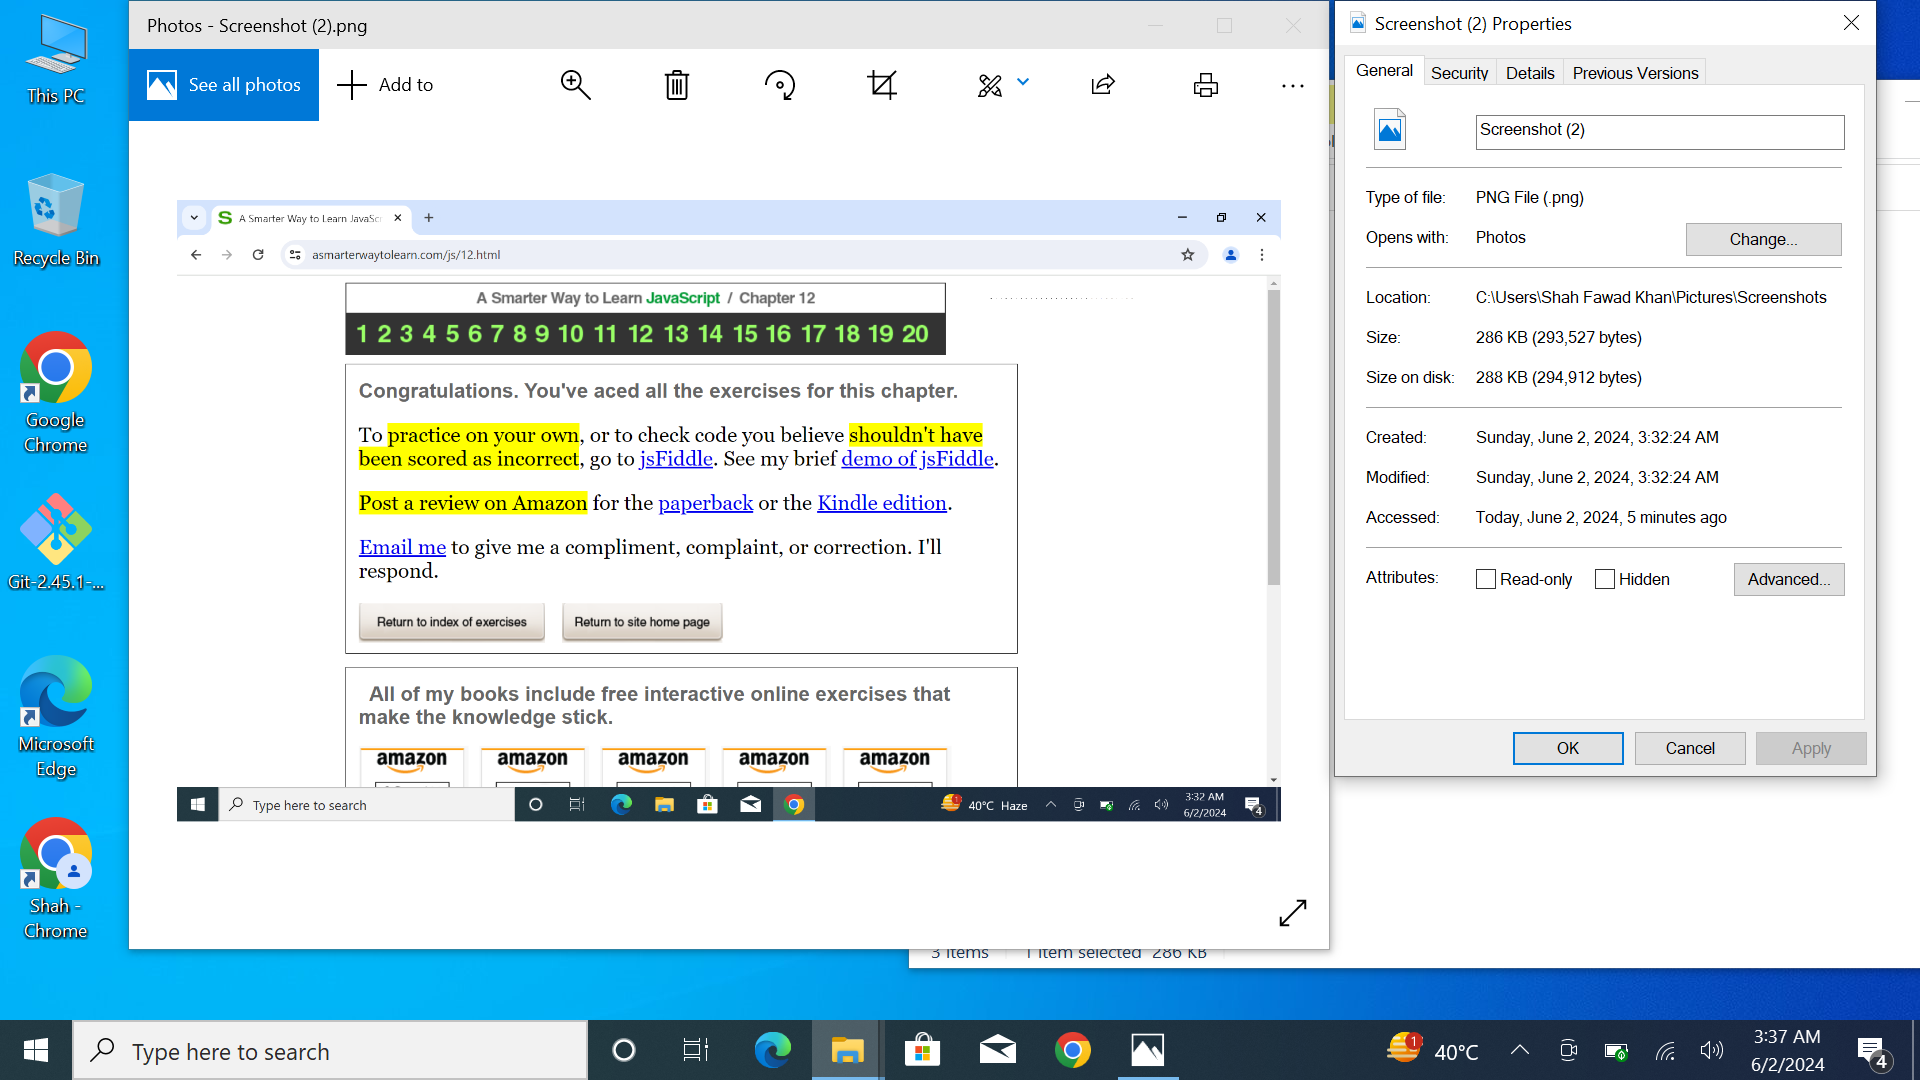 This PC
Recycle Bin
Google
Chrome
Git-2.45.1-...
Microsoft
Edge
Shah -
Chrome
Photos - Screenshot (2).png
See all photos
Add to
A Smarter Way to Learn JavaSc
asmarterwaytolearn.com/js/12.html
A Smarter Way to Learn JavaScript / Chapter 12
1 2 3 4 5 6 7 8 9 10 11 12 13 14 15 16 17 18 19 20
Congratulations. You've aced all the exercises for this chapter.
To practice on your own, or to check code you believe shouldn't have
been scored as incorrect, go to jsFiddle. See my brief demo of jsFiddle.
Post a review on Amazon for the paperback or the Kindle edition.
Email me to give me a compliment, complaint, or correction. I'll
respond.
Return to index of exercises Return to site home page
All of my books include free interactive online exercises that
make the knowledge stick.
amazon amazon amazon amazon amazon
Type here to search
1
40°C Haze
3:32 AM
6/2/2024
4
3 items 1 item selected 286 KB
Screenshot (2) Properties
General Security Details Previous Versions
Screenshot (2)
Type of file: PNG File (.png)
Opens with: Photos Change...
Location: C:\Users\Shah Fawad Khan\Pictures\Screenshots
Size: 286 KB (293,527 bytes)
Size on disk: 288 KB (294,912 bytes)
Created: Sunday, June 2, 2024, 3:32:24 AM
Modified: Sunday, June 2, 2024, 3:32:24 AM
Accessed: Today, June 2, 2024, 5 minutes ago
Attributes: Read-only Hidden Advanced...
OK Cancel Apply
Type here to search
1
40°C
3:37 AM
6/2/2024
4